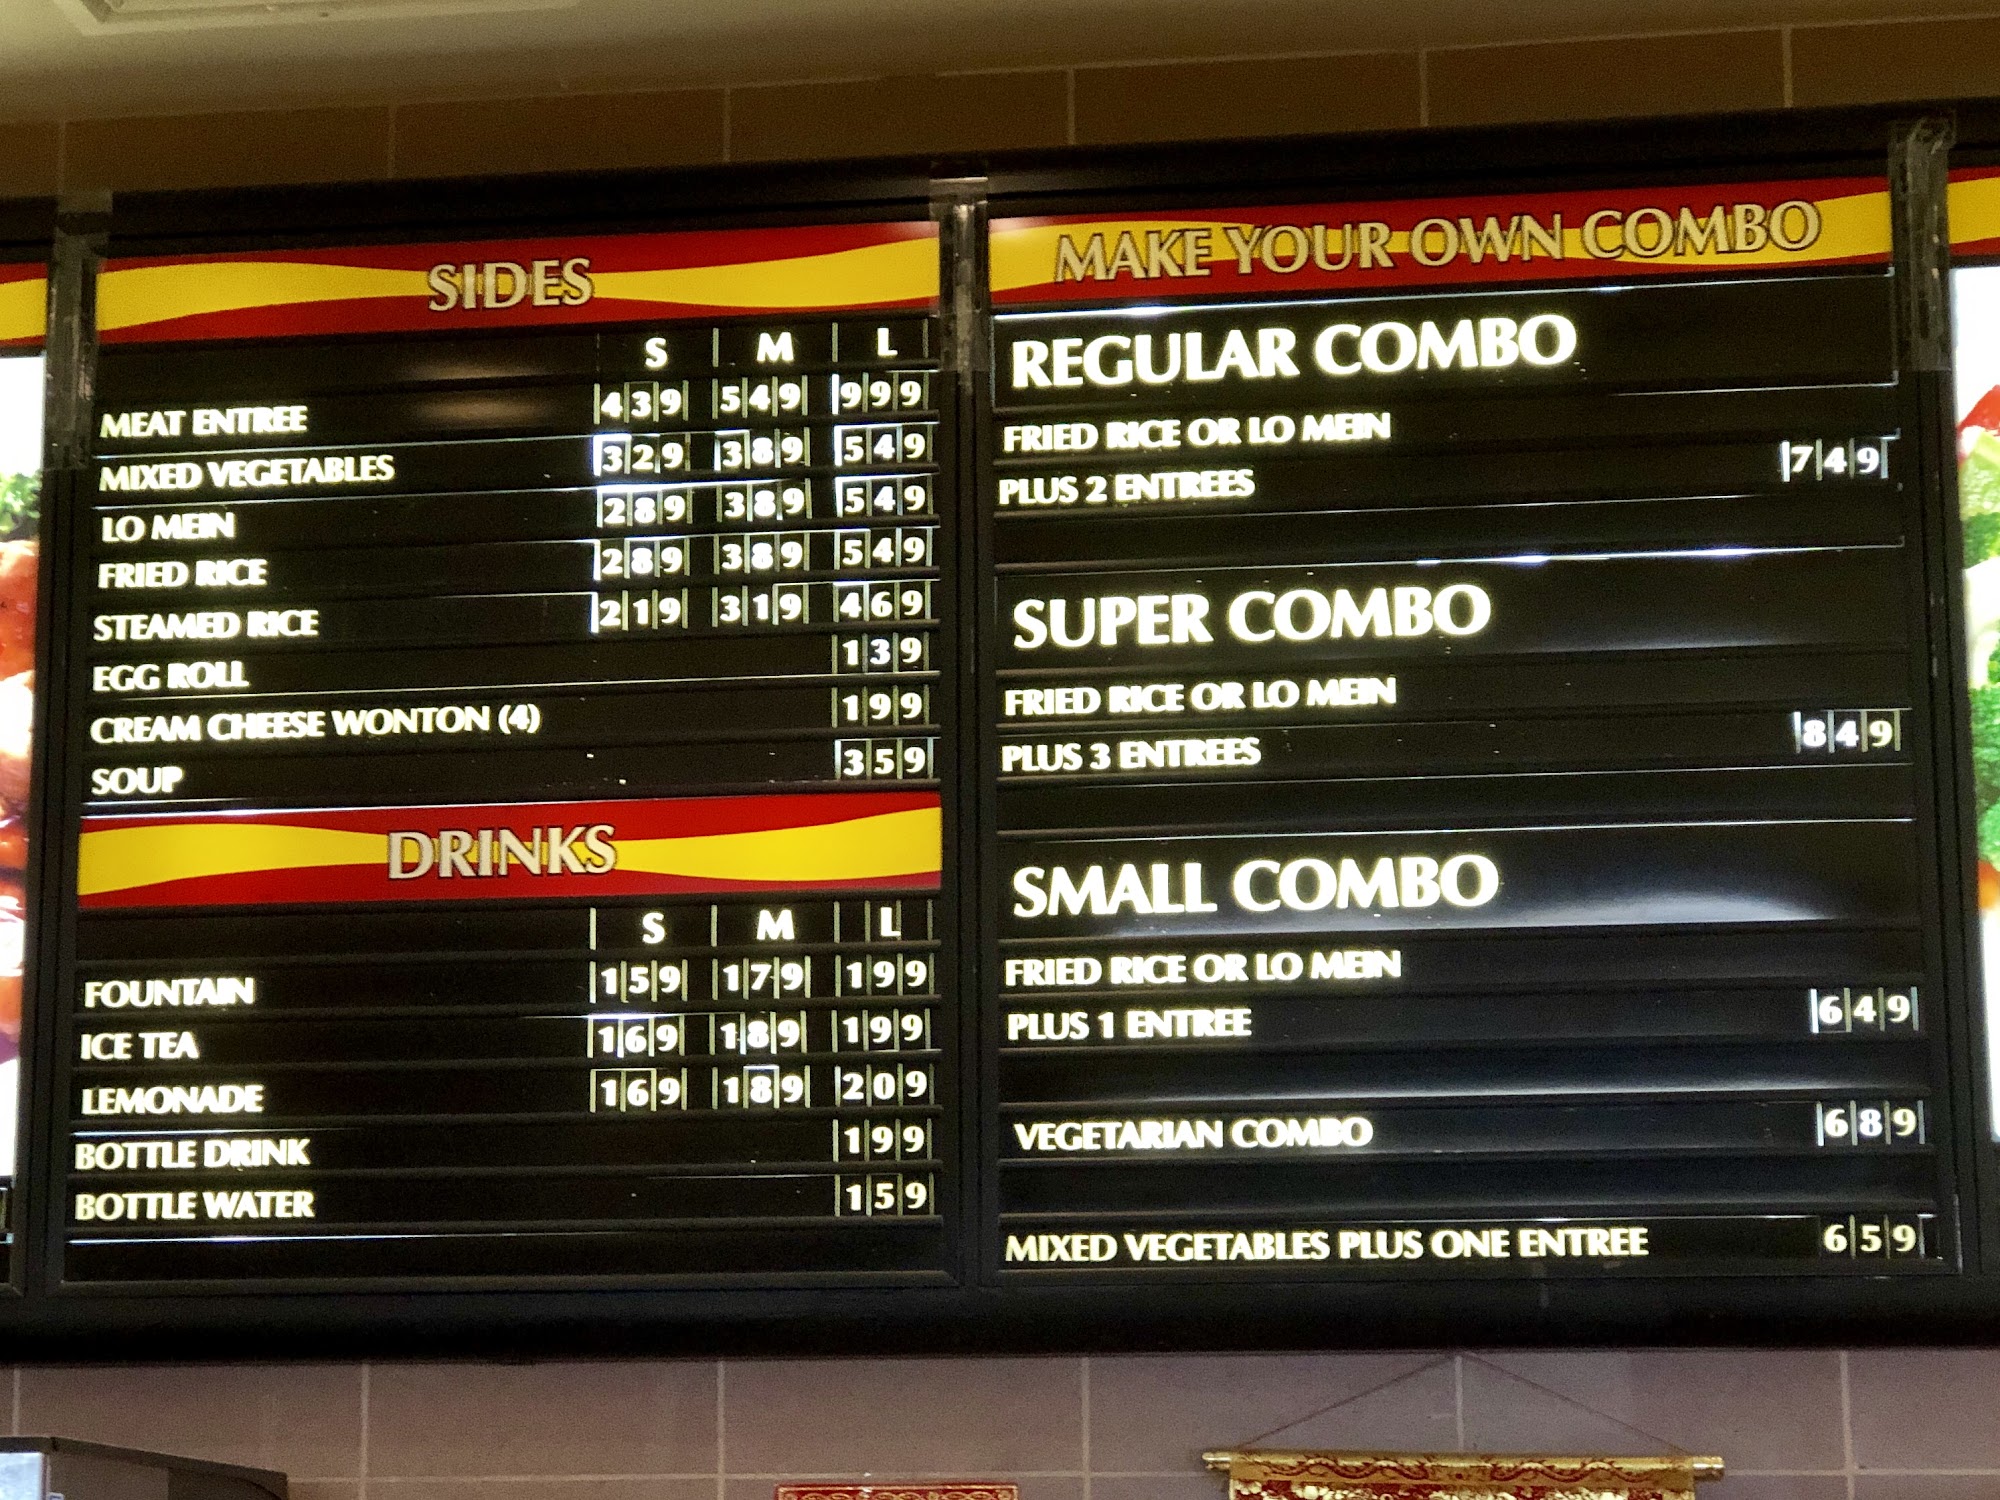 SIDES
S M L
MEAT ENTREE 439 549 999
MIXED VEGETABLES 329 389 549
LO MEIN 289 389 549
FRIED RICE 289 389 549
STEAMED RICE 219 319 469
EGG ROLL 139
CREAM CHEESE WONTON (4) 199
SOUP 359
DRINKS
S M L
FOUNTAIN 159 179 199
ICE TEA 169 189 199
LEMONADE 169 189 209
BOTTLE DRINK 199
BOTTLE WATER 159
MAKE YOUR OWN COMBO
REGULAR COMBO
FRIED RICE OR LO MEIN
PLUS 2 ENTREES 749
SUPER COMBO
FRIED RICE OR LO MEIN
PLUS 3 ENTREES 849
SMALL COMBO
FRIED RICE OR LO MEIN
PLUS 1 ENTREE 649
VEGETARIAN COMBO 689
MIXED VEGETABLES PLUS ONE ENTREE 659